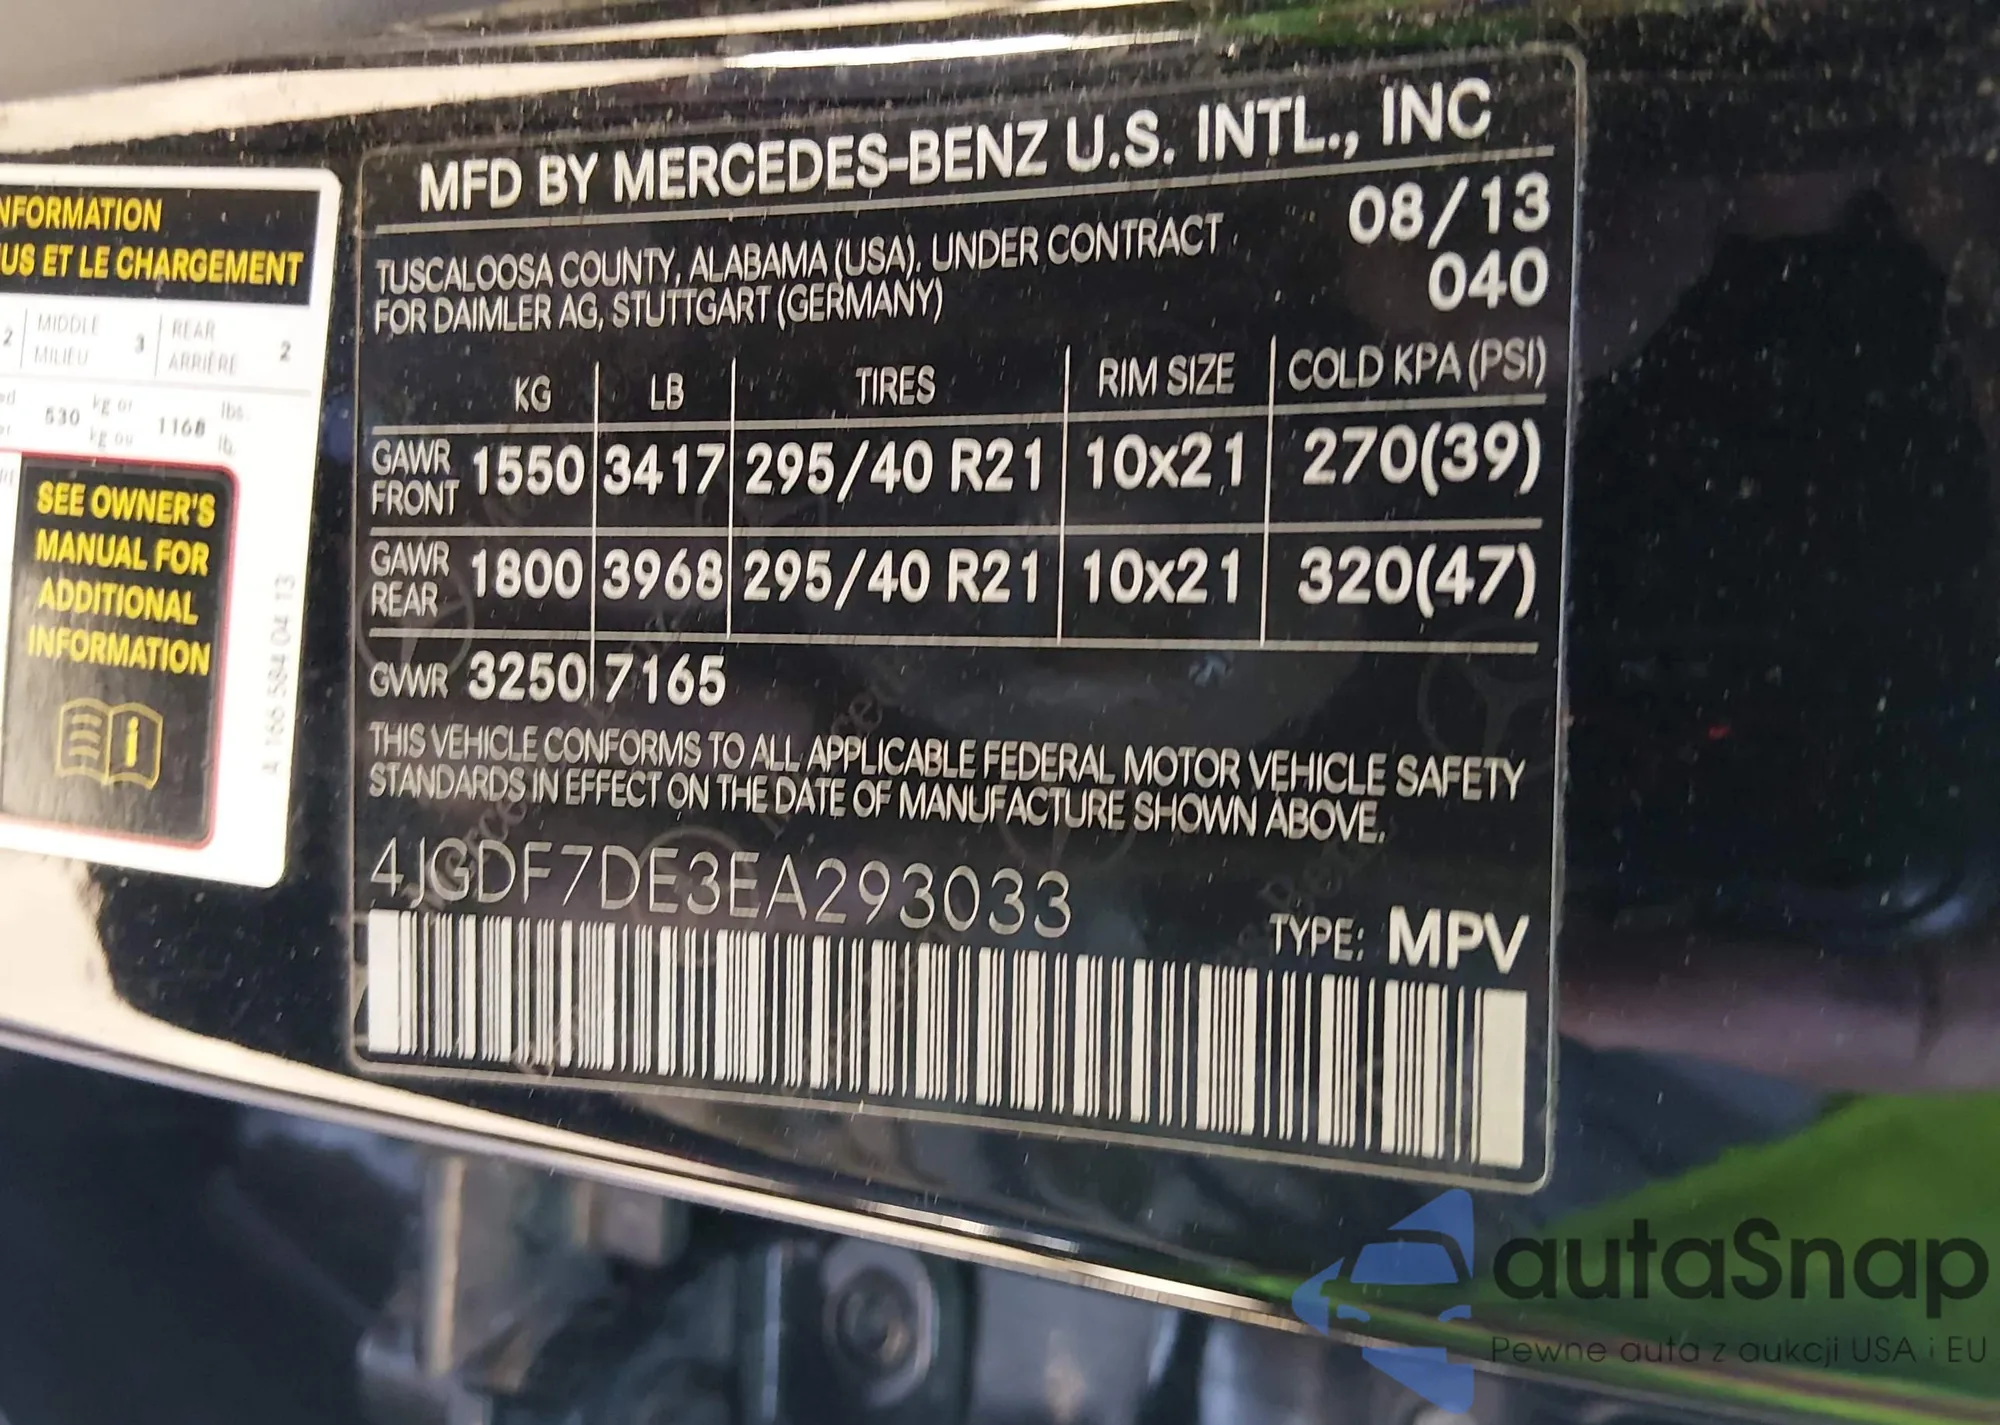 NFORMATION
US ET LE CHARGEMENT
2 MIDDLE MILIEU 3 REAR ARRIÈRE 2
530 kg or kg ou 1168 lbs. lb.
SEE OWNER'S
MANUAL FOR
ADDITIONAL
INFORMATION
A 166 584 04 13
MFD BY MERCEDES-BENZ U.S. INTL., INC
TUSCALOOSA COUNTY, ALABAMA (USA), UNDER CONTRACT
FOR DAIMLER AG, STUTTGART (GERMANY)
08/13
040
KG LB TIRES RIM SIZE COLD KPA (PSI)
GAWR FRONT 1550 3417 295/40 R21 10x21 270(39)
GAWR REAR 1800 3968 295/40 R21 10x21 320(47)
GVWR 3250 7165
THIS VEHICLE CONFORMS TO ALL APPLICABLE FEDERAL MOTOR VEHICLE SAFETY
STANDARDS IN EFFECT ON THE DATE OF MANUFACTURE SHOWN ABOVE.
4JGDF7DE3EA293033
TYPE: MPV
autaSnap
Pewne auta z aukcji USA i EU